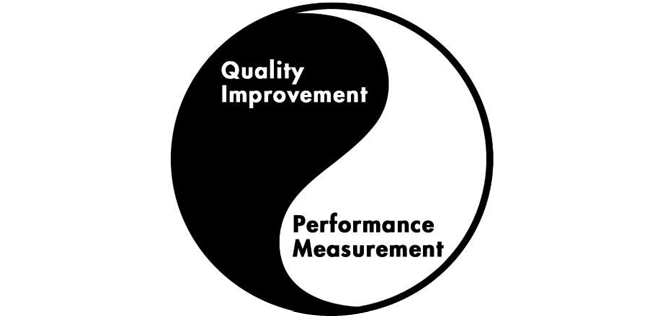 Quality
Improvement
Performance
Measurement